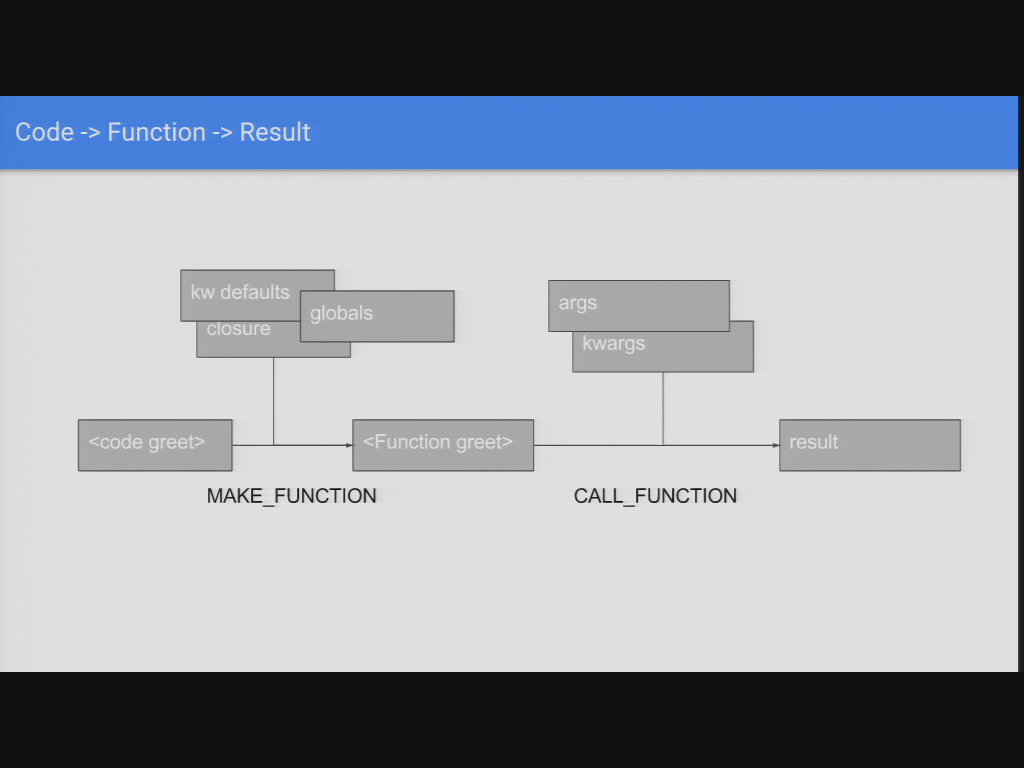 Code -> Function -> Result
kw defaults
globals
closure
args
kwargs
<code greet>
<Function greet>
result
MAKE_FUNCTION
CALL_FUNCTION